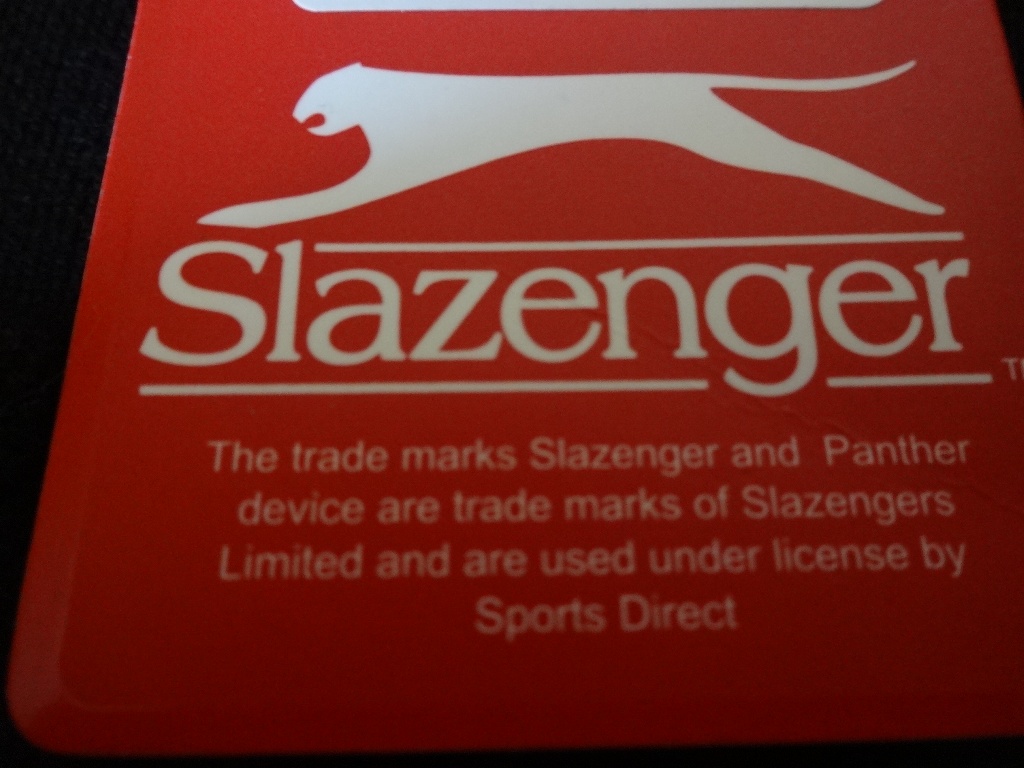 Slazenger
The trade marks Slazenger and Panther
device are trade marks of Slazengers
Limited and are used under license by
Sports Direct